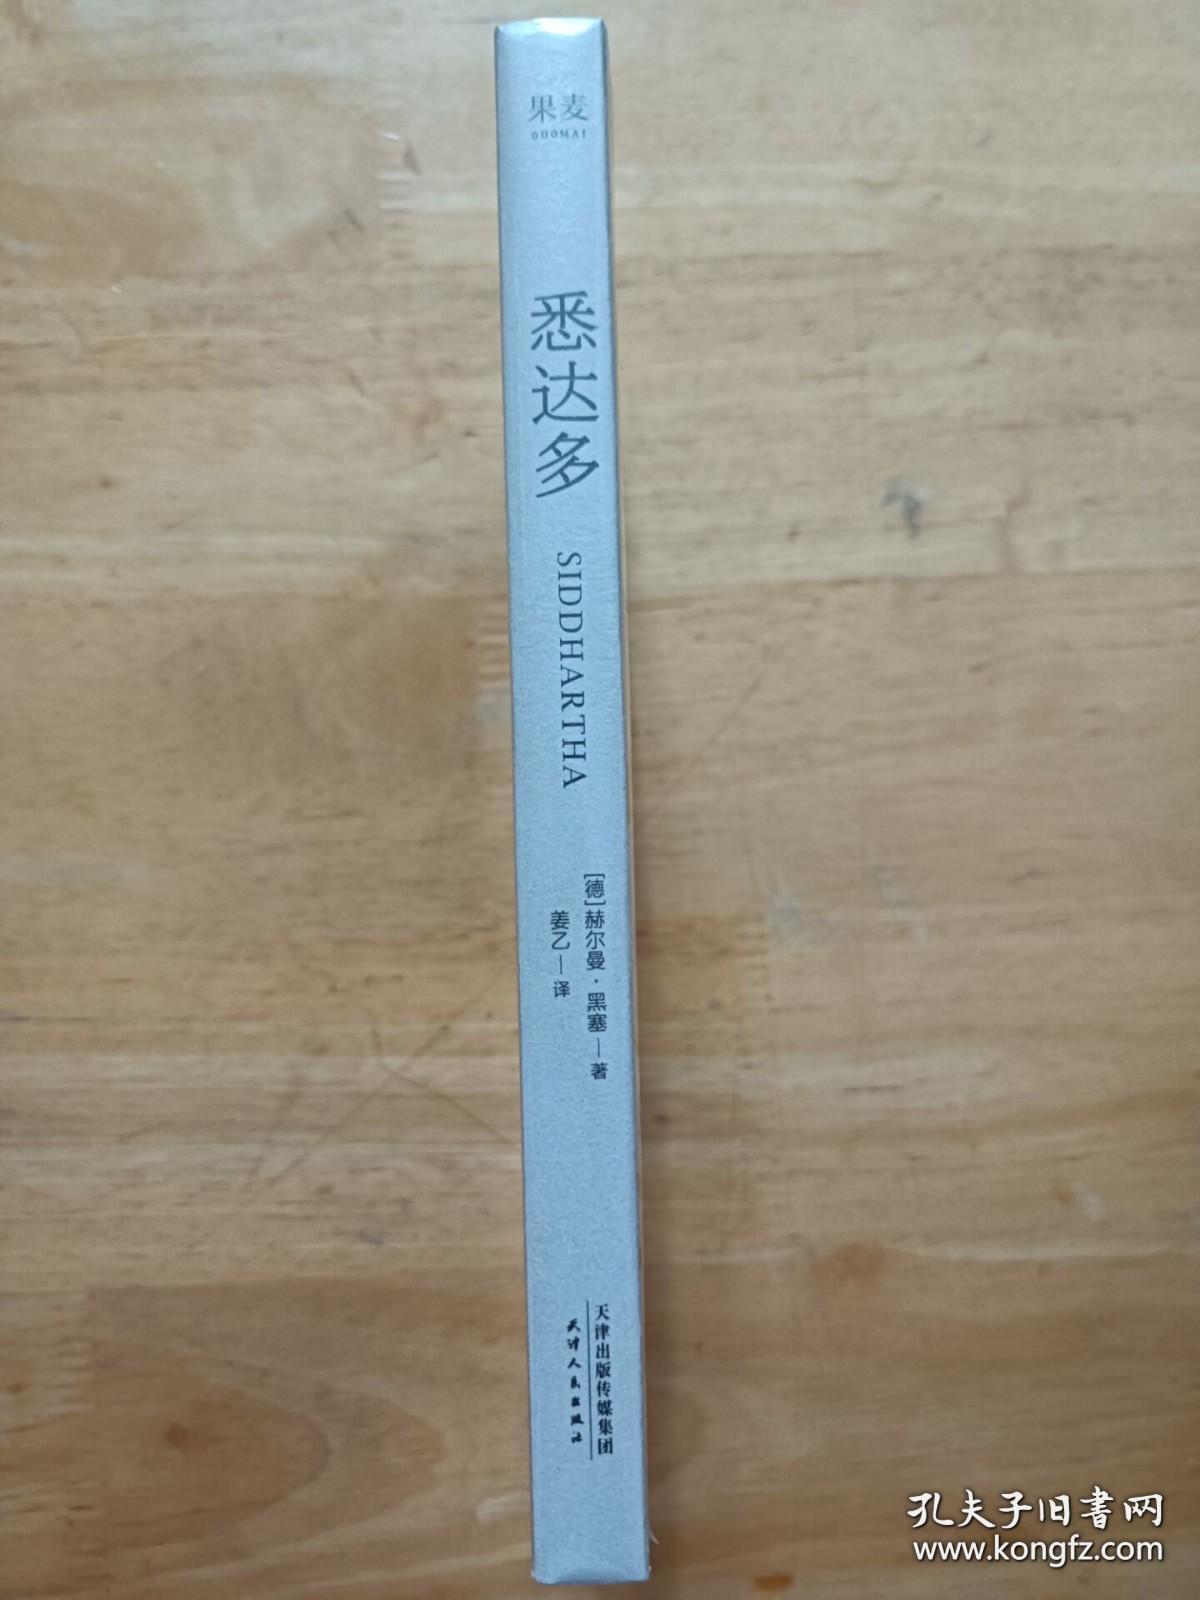 果麦
GUOMAI
悉达多
SIDDHARTHA
[德]赫尔曼·黑塞—著
姜乙—译
天津出版传媒集团
天津人民出版社
孔夫子旧书网
www.kongfz.com